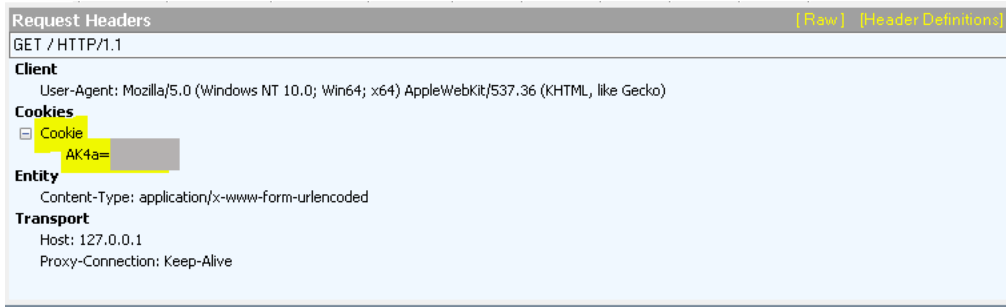 Request Headers [ Raw ] [Header Definitions]
GET / HTTP/1.1
Client
User-Agent: Mozilla/5.0 (Windows NT 10.0; Win64; x64) AppleWebKit/537.36 (KHTML, like Gecko)
Cookies
Cookie
AK4a=
Entity
Content-Type: application/x-www-form-urlencoded
Transport
Host: 127.0.0.1
Proxy-Connection: Keep-Alive